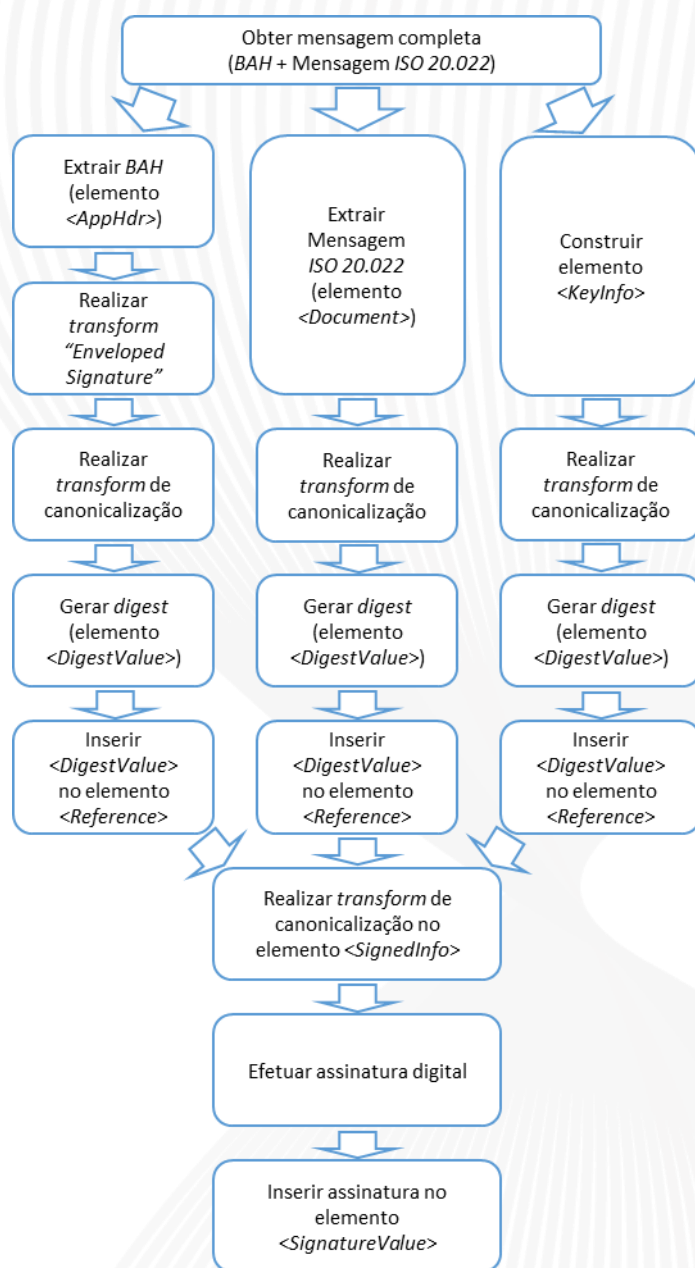 Obter mensagem completa
(BAH + Mensagem ISO 20.022)
Extrair BAH
(elemento
<AppHdr>)
Realizar
transform
“Enveloped
Signature”
Extrair
Mensagem
ISO 20.022
(elemento
<Document>)
Construir
elemento
<KeyInfo>
Realizar
transform de
canonicalização
Realizar
transform de
canonicalização
Realizar
transform de
canonicalização
Gerar digest
(elemento
<DigestValue>)
Gerar digest
(elemento
<DigestValue>)
Gerar digest
(elemento
<DigestValue>)
Inserir
<DigestValue>
no elemento
<Reference>
Inserir
<DigestValue>
no elemento
<Reference>
Inserir
<DigestValue>
no elemento
<Reference>
Realizar transform de
canonicalização no
elemento <SignedInfo>
Efetuar assinatura digital
Inserir assinatura no
elemento
<SignatureValue>